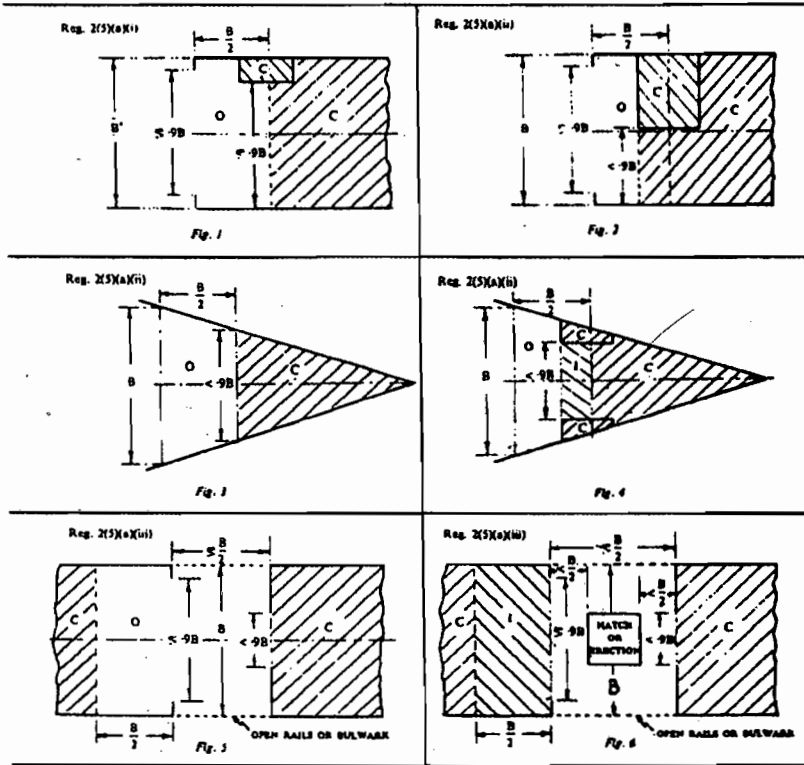 Reg. 2(5)(a)(i)
B
2
C
O
C
B
.9B
.9B
Fig. 1
Reg. 2(5)(a)(ii)
B
2
C
O
C
B
.9B
< .9B
Fig. 2
Reg. 2(5)(a)(ii)
B
2
O
B
< .9B
C
Fig. 3
Reg. 2(5)(a)(ii)
B
2
O
C
B
< .9B
I
C
C
Fig. 4
Reg. 2(5)(a)(iii)
B
2
C
O
.9B
B
< .9B
C
B
2
Fig. 5
OPEN RAILS OR BULWARK
Reg. 2(5)(a)(iii)
B
2
B
2
< B
2
C
I
.9B
HATCH
OR
ERECTION
< .9B
C
B
2
Fig. 6
OPEN RAILS OR BULWARK